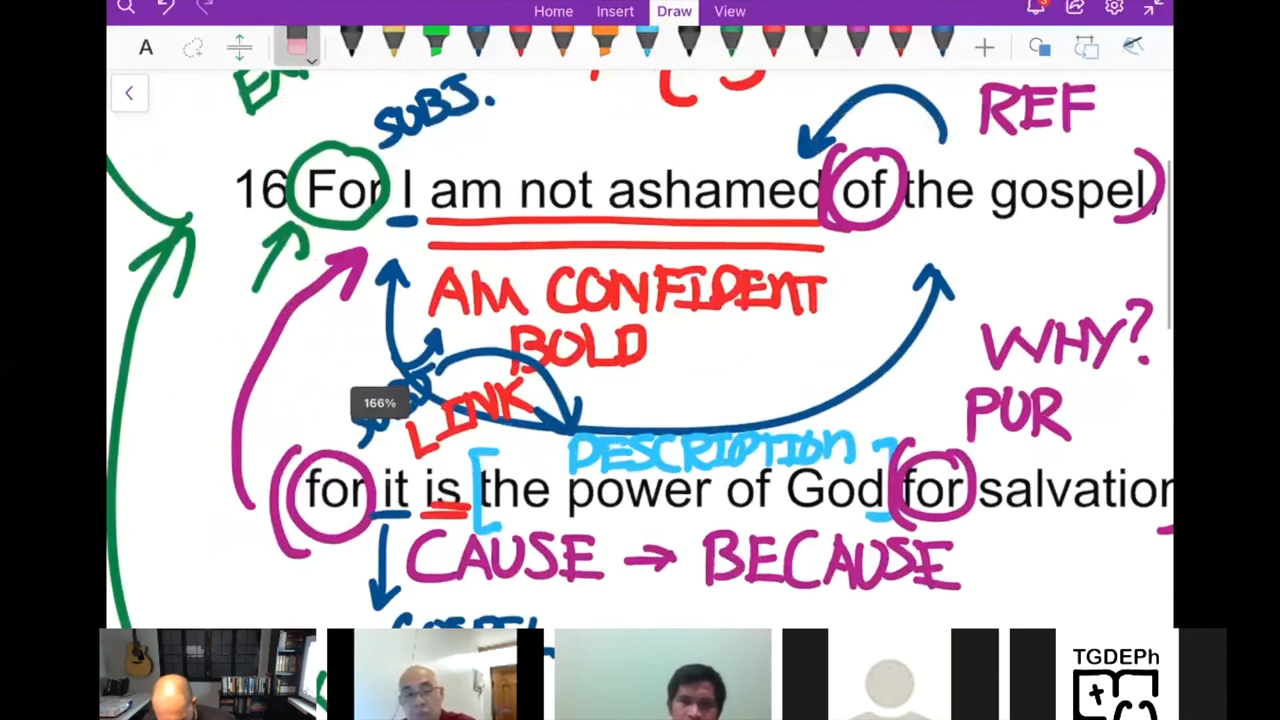 Home Insert Draw View
A
SUBJ.
REF
16 For I am not ashamed (of the gospel),
AM CONFIDENT
BOLD
WHY?
166%
LINK
PUR
DESCRIPTION
(for it is [the power of God] (for salvation
CAUSE → BECAUSE
GOSPEL
TGDEPh